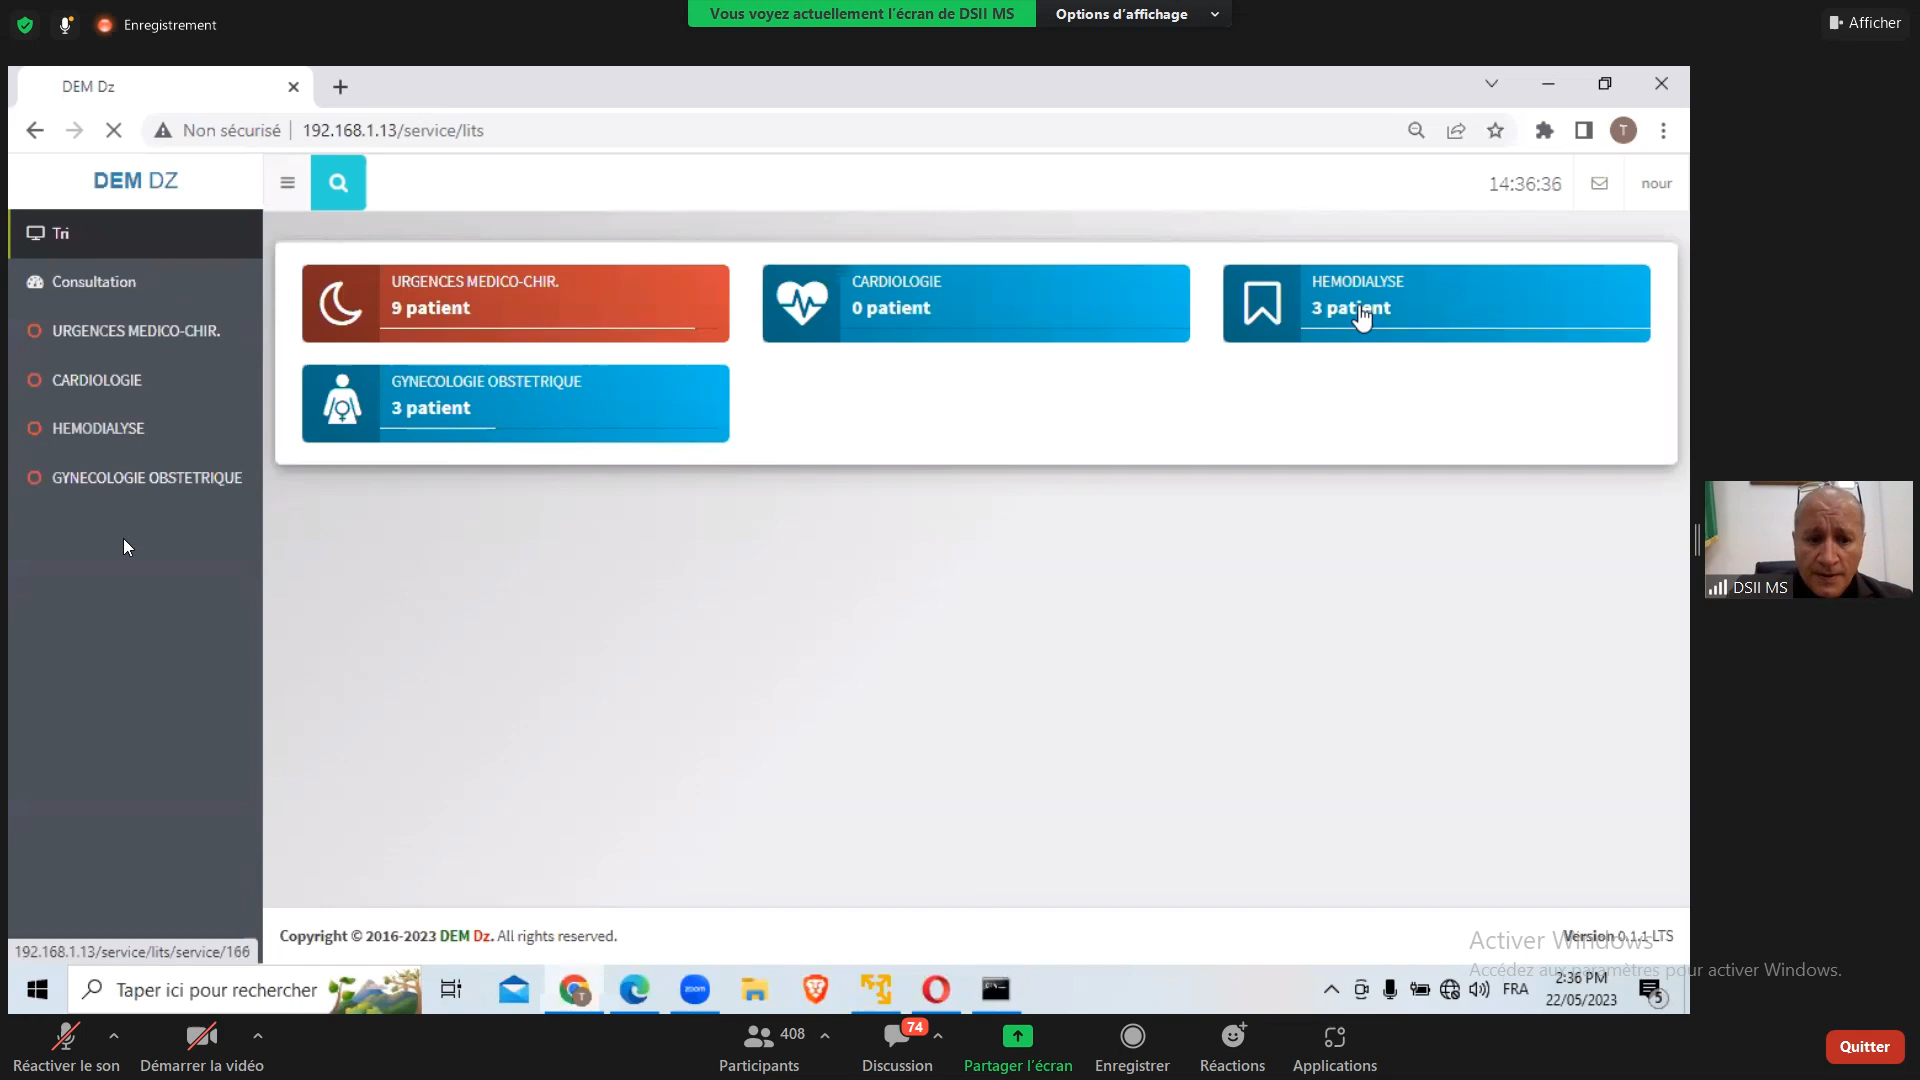 Enregistrement
Vous voyez actuellement l'écran de DSII MS
Options d'affichage
Afficher
DEM Dz
Non sécurisé
192.168.1.13/service/lits
T
DEM DZ
14:36:36
nour
Tri
Consultation
URGENCES MEDICO-CHIR.
CARDIOLOGIE
HEMODIALYSE
GYNECOLOGIE OBSTETRIQUE
URGENCES MEDICO-CHIR.
9 patient
CARDIOLOGIE
0 patient
HEMODIALYSE
3 patient
GYNECOLOGIE OBSTETRIQUE
3 patient
DSII MS
Copyright © 2016-2023 DEM Dz. All rights reserved.
Version 0.1.1 LTS
Activer Windows
Accédez aux paramètres pour activer Windows.
192.168.1.13/service/lits/service/166
Taper ici pour rechercher
T
zoom
FRA
2:36 PM
22/05/2023
5
Réactiver le son
Démarrer la vidéo
408
Participants
74
Discussion
Partager l'écran
Enregistrer
Réactions
Applications
Quitter